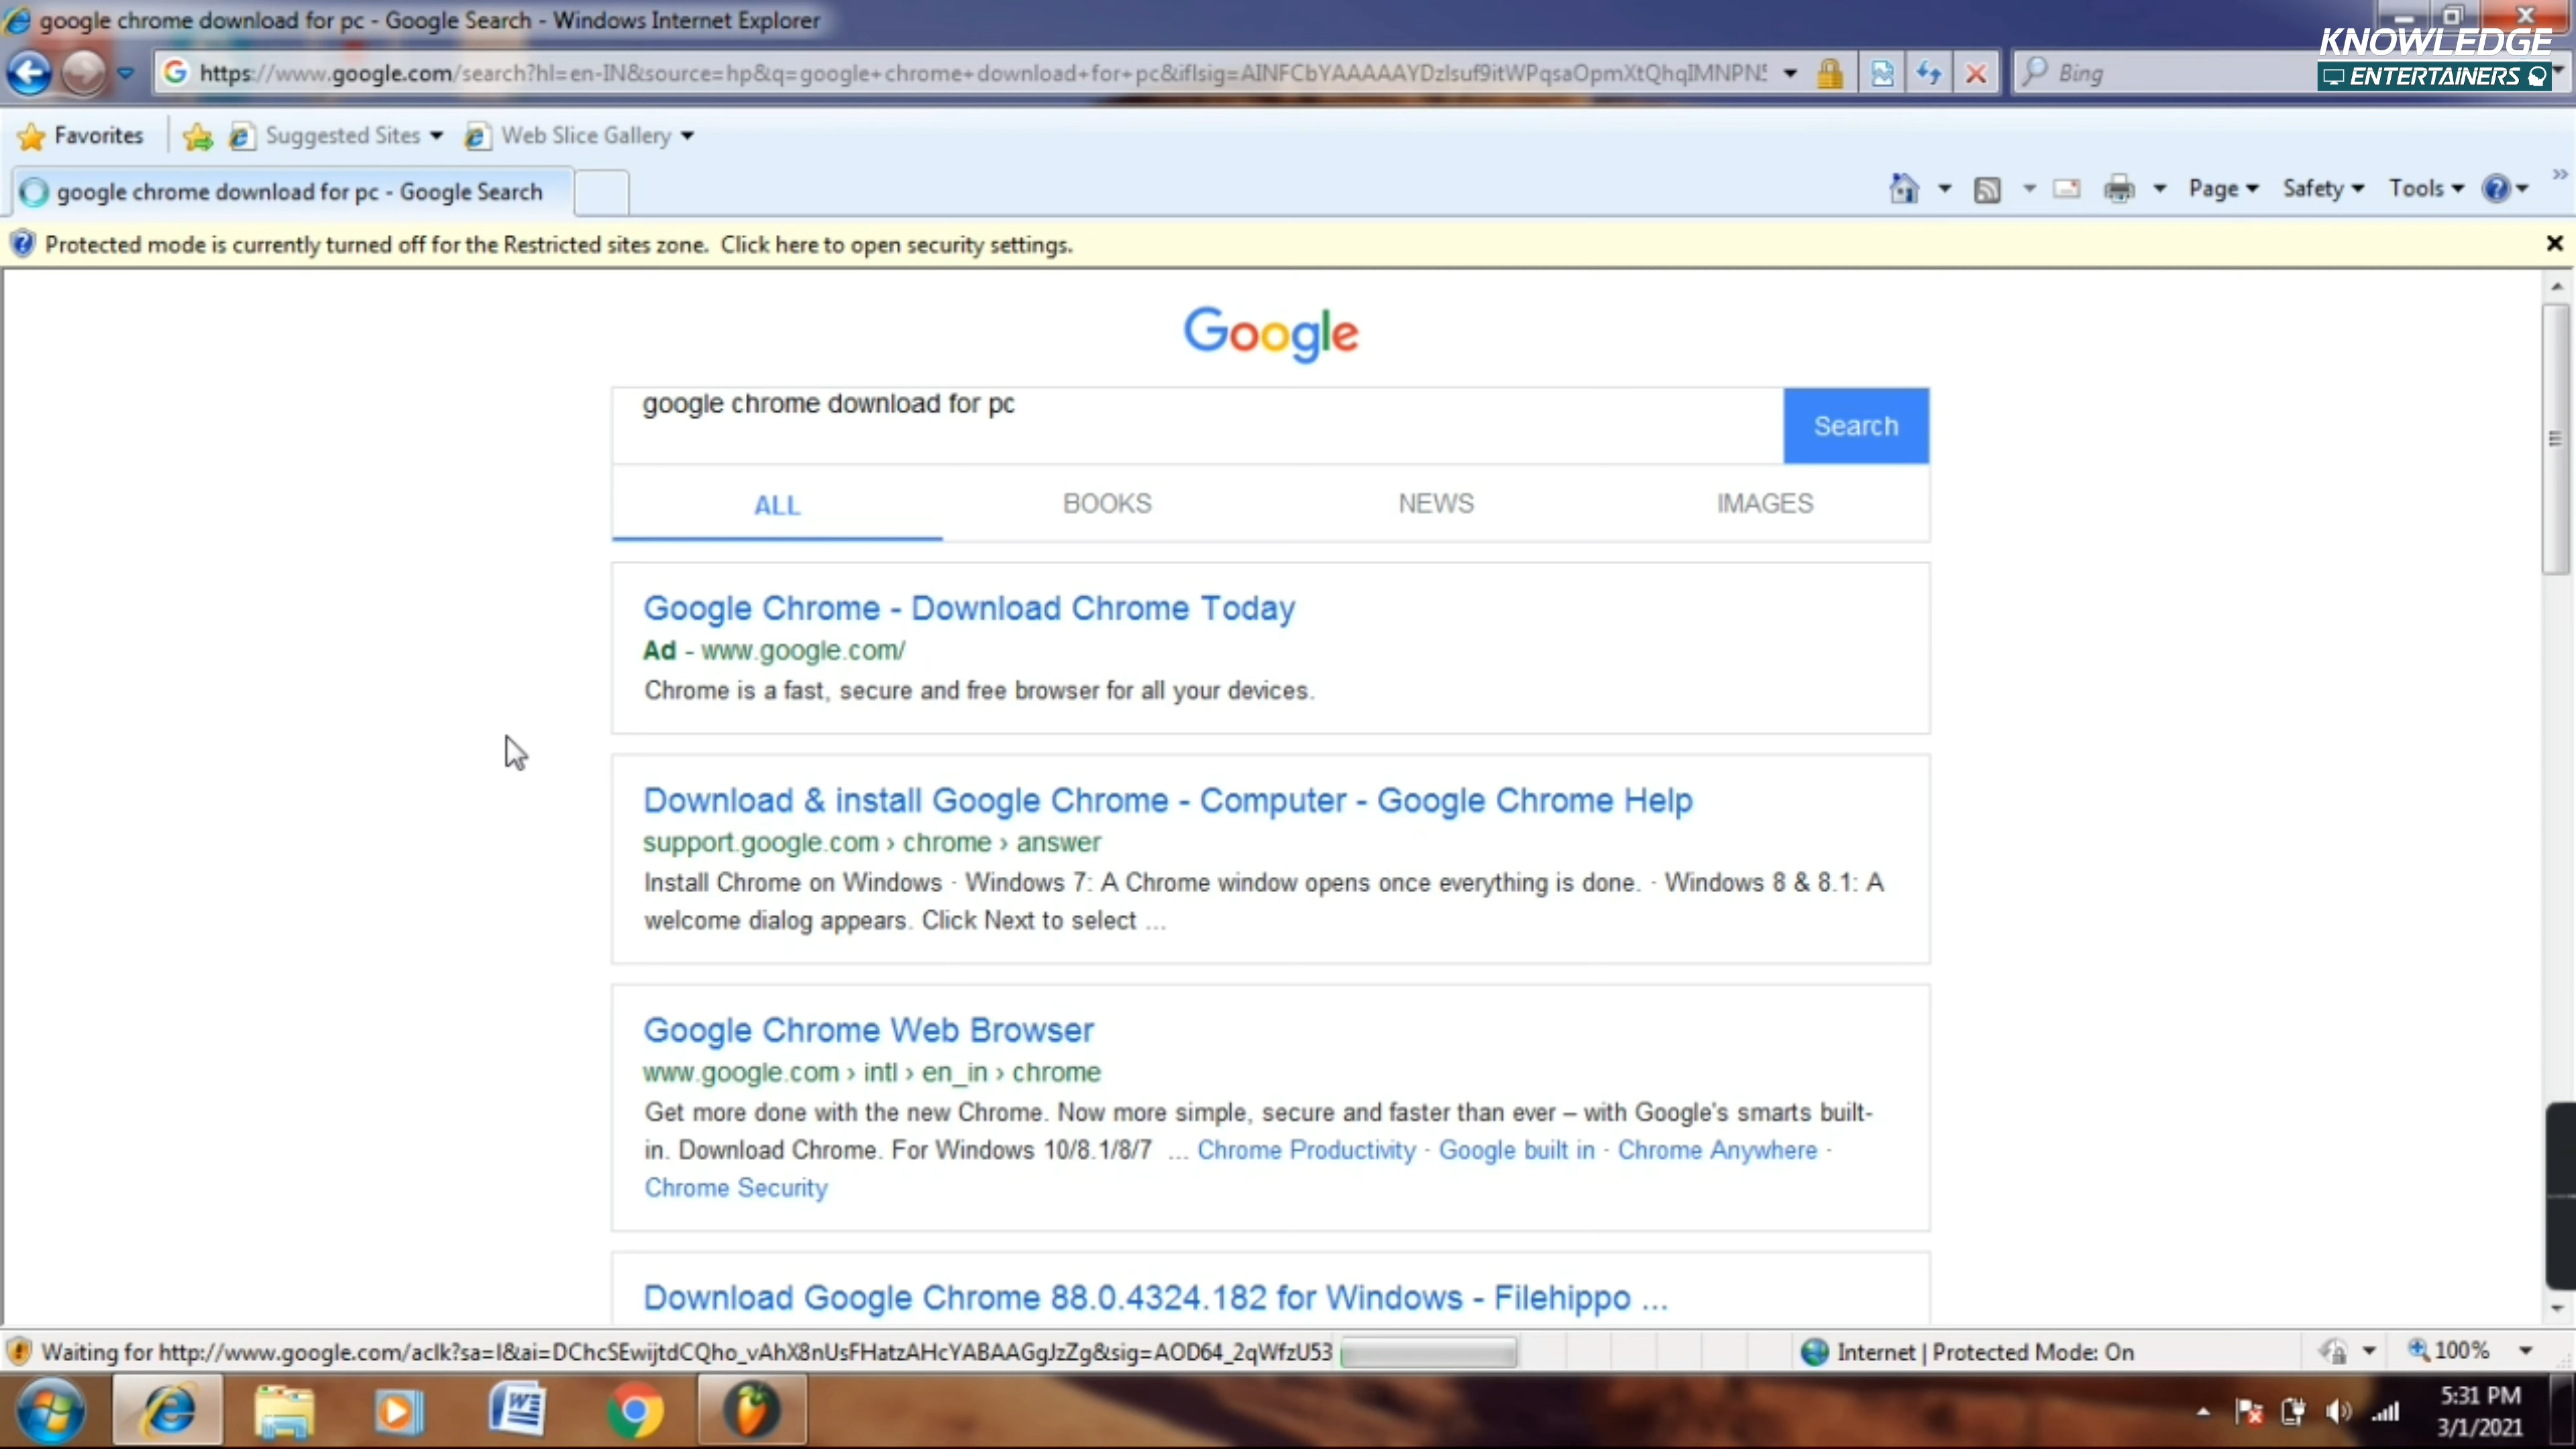 google chrome download for pc - Google Search - Windows Internet Explorer
KNOWLEDGE
ENTERTAINERS
https://www.google.com/search?hl=en-IN&source=hp&q=google+chrome+download+for+pc&iflsig=
Bing
Favorites
Suggested Sites
Web Slice Gallery
google chrome download for pc - Google Search
Page
Safety
Tools
Protected mode is currently turned off for the Restricted sites zone.  Click here to open security settings.
Google
google chrome download for pc
Search
ALL
BOOKS
NEWS
IMAGES
Google Chrome - Download Chrome Today
Ad - www.google.com/
Chrome is a fast, secure and free browser for all your devices.
Download & install Google Chrome - Computer - Google Chrome Help
support.google.com › chrome › answer
Install Chrome on Windows · Windows 7: A Chrome window opens once everything is done. · Windows 8 & 8.1: A
welcome dialog appears. Click Next to select ...
Google Chrome Web Browser
www.google.com › intl › en_in › chrome
Get more done with the new Chrome. Now more simple, secure and faster than ever – with Google's smarts built-
in. Download Chrome. For Windows 10/8.1/8/7 ... Chrome Productivity · Google built in · Chrome Anywhere ·
Chrome Security
Download Google Chrome 88.0.4324.182 for Windows - Filehippo ...
Waiting for http://www.google.com/aclk?sa=l&ai=
Internet | Protected Mode: On
100%
5:31 PM
3/1/2021